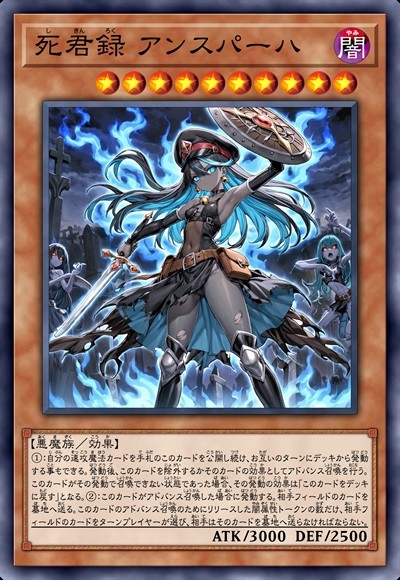 死君録 アンスパーハ
し くん ろく
闇
やみ
【悪魔族／効果】
①：自分の速攻魔法カードを手札のこのカードを公開し続け、お互いのターンにデッキから発動
する事もできる。発動後、このカードを除外するかそのカードの効果としてアドバンス召喚を行う。
このカードがその発動で召喚できない状態であった場合、その発動の効果は「このカードをデッキ
に戻す」となる。②：このカードがアドバンス召喚した場合に発動する。相手フィールドのカード
を墓地へ送る。このカードのアドバンス召喚のためにリリースした闇属性トークンの数だけ、相手
フィールドのカードをターンプレイヤーが選び、相手はそのカードを墓地へ送らなければならない。
ATK/3000 DEF/2500